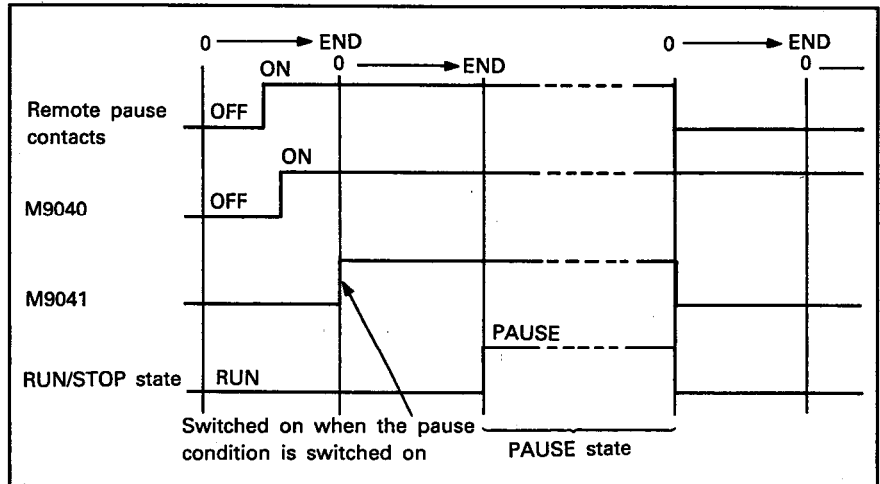 0 END 0 END
0 END 0
ON
Remote pause
contacts
OFF
ON
M9040
OFF
M9041
PAUSE
RUN/STOP state
RUN
Switched on when the pause
condition is switched on
PAUSE state